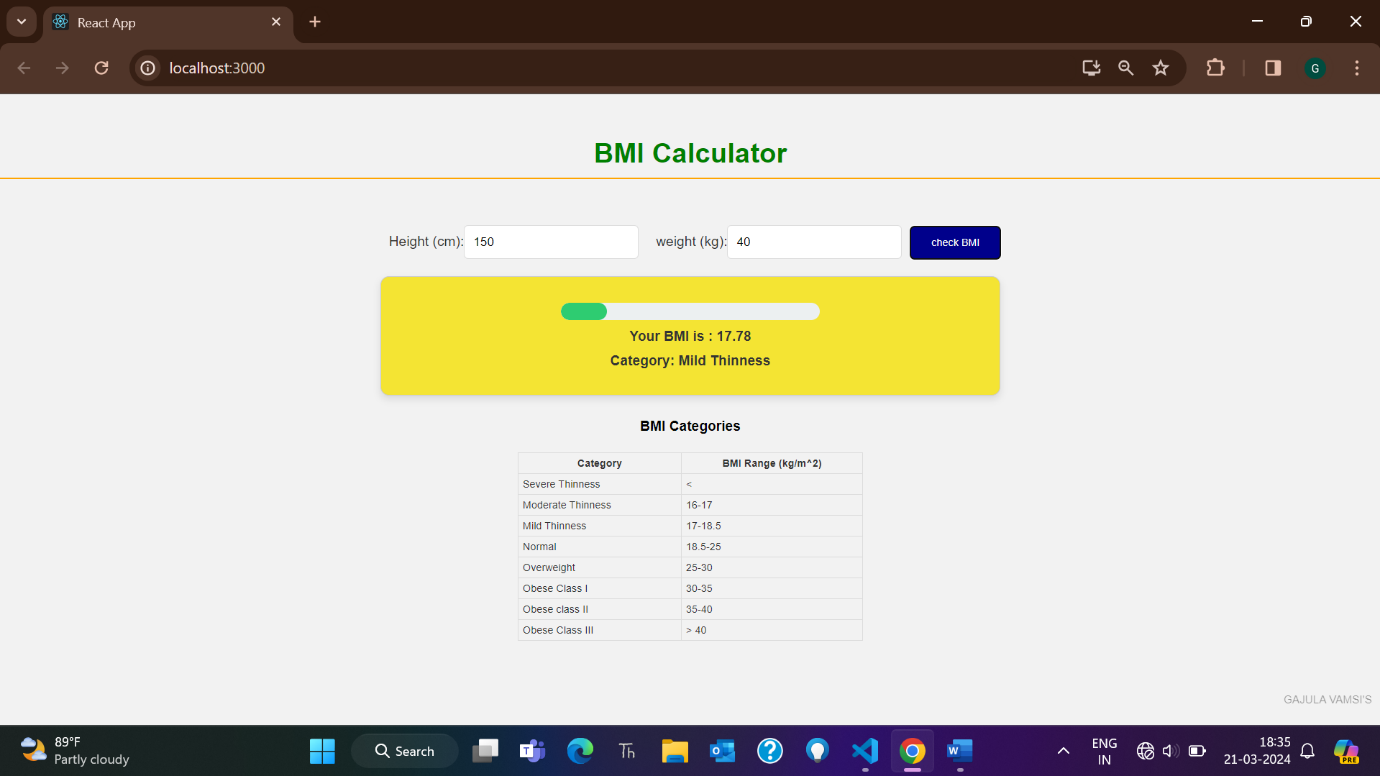 React App
localhost:3000
G
BMI Calculator
Height (cm): 150 weight (kg): 40 check BMI
Your BMI is : 17.78
Category: Mild Thinness
BMI Categories
Category BMI Range (kg/m^2)
Severe Thinness <
Moderate Thinness 16-17
Mild Thinness 17-18.5
Normal 18.5-25
Overweight 25-30
Obese Class I 30-35
Obese class II 35-40
Obese Class III > 40
GAJULA VAMSI'S
89°F
Partly cloudy
Search
Th
ENG
IN
18:35
21-03-2024
PRE